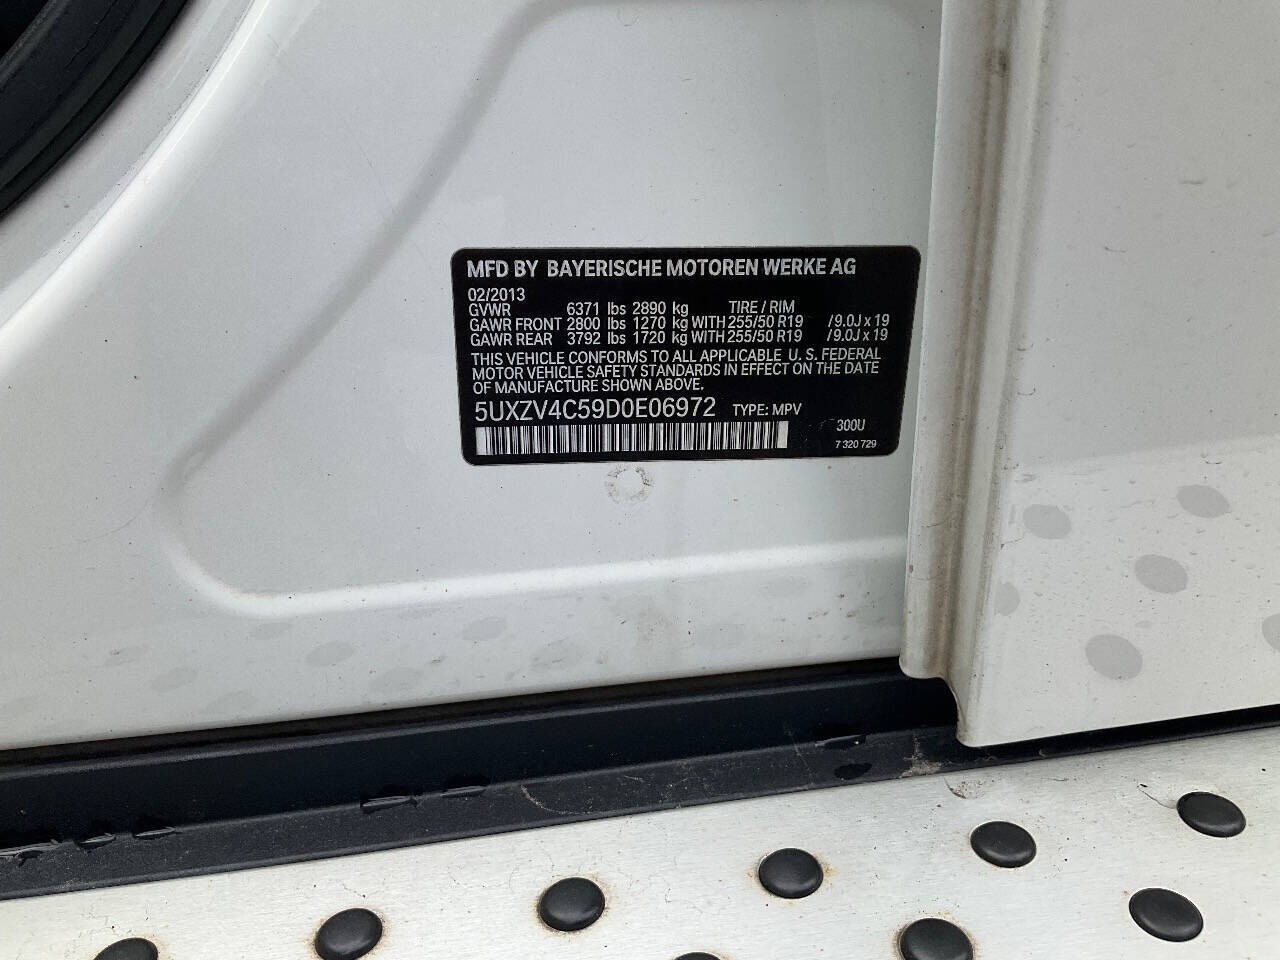 MFD BY BAYERISCHE MOTOREN WERKE AG
02/2013
GVWR 6371 lbs 2890 kg TIRE / RIM
GAWR FRONT 2800 lbs 1270 kg WITH 255/50 R19 /9.0J x 19
GAWR REAR 3792 lbs 1720 kg WITH 255/50 R19 /9.0J x 19
THIS VEHICLE CONFORMS TO ALL APPLICABLE U. S. FEDERAL
MOTOR VEHICLE SAFETY STANDARDS IN EFFECT ON THE DATE
OF MANUFACTURE SHOWN ABOVE.
5UXZV4C59D0E06972 TYPE: MPV
300U
7 320 729